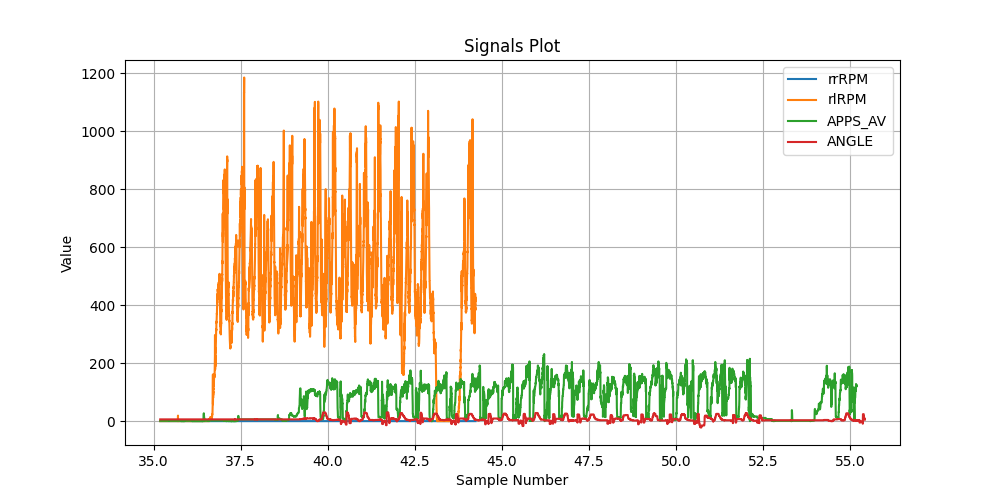 Signals Plot
1200
1000
800
600
400
200
0
Value
35.0 37.5 40.0 42.5 45.0 47.5 50.0 52.5 55.0
Sample Number
rrRPM
rlRPM
APPS_AV
ANGLE